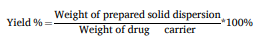 Yield % = Weight of prepared solid dispersion / Weight of drug carrier *100%